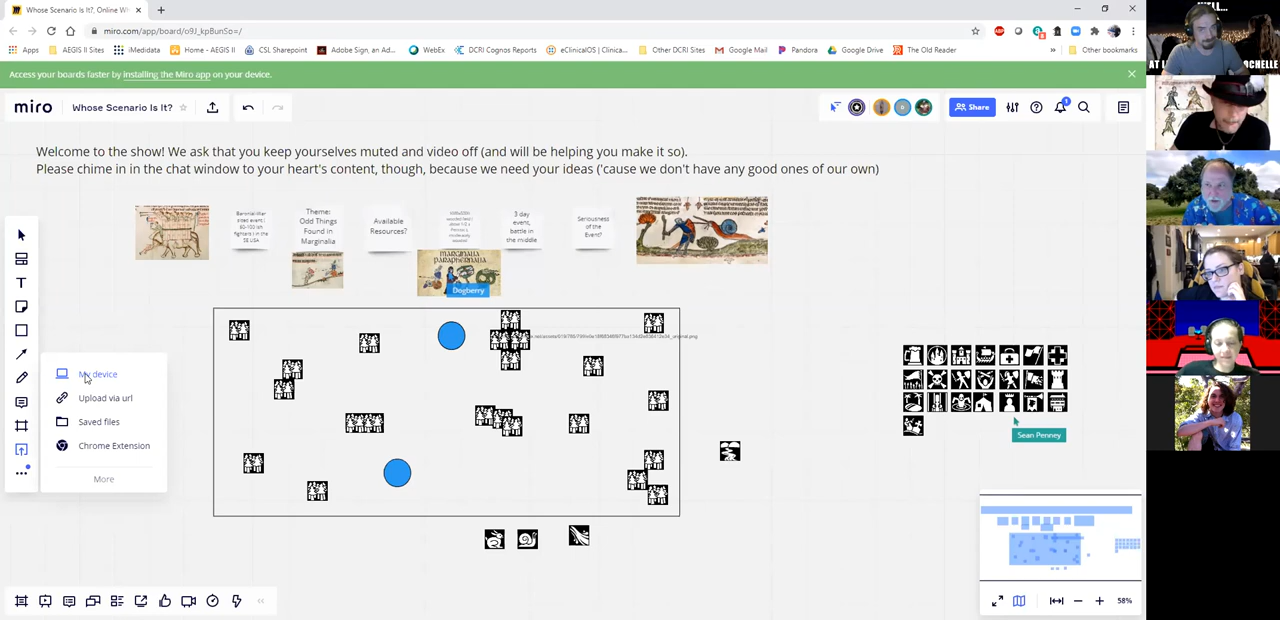 Whose Scenario Is It?, Online W
miro.com/app/board/o9J_kpBunSo=/
Apps
AEGIS II Sites
iMedidata
Home - AEGIS II
CSL Sharepoint
Adobe Sign, an Ad...
WebEx
DCRI Cognos Reports
eClinicalOS | Clinica...
Other DCRI Sites
Google Mail
Pandora
Google Drive
The Old Reader
Other bookmarks
Access your boards faster by installing the Miro app on your device.
miro
Whose Scenario Is It?
Share
Welcome to the show! We ask that you keep yourselves muted and video off (and will be helping you make it so).
Please chime in in the chat window to your heart's content, though, because we need your ideas ('cause we don't have any good ones of our own)
Theme:
Odd Things
Found in
Marginalia
Available
Resources?
3 day
event,
battle in
the middle
Seriousness
of the
Event?
MARGINALIA
PARAPHERNALIA
Dogberry
My device
Upload via url
Saved files
Chrome Extension
More
Sean Penney
58%
WELL...